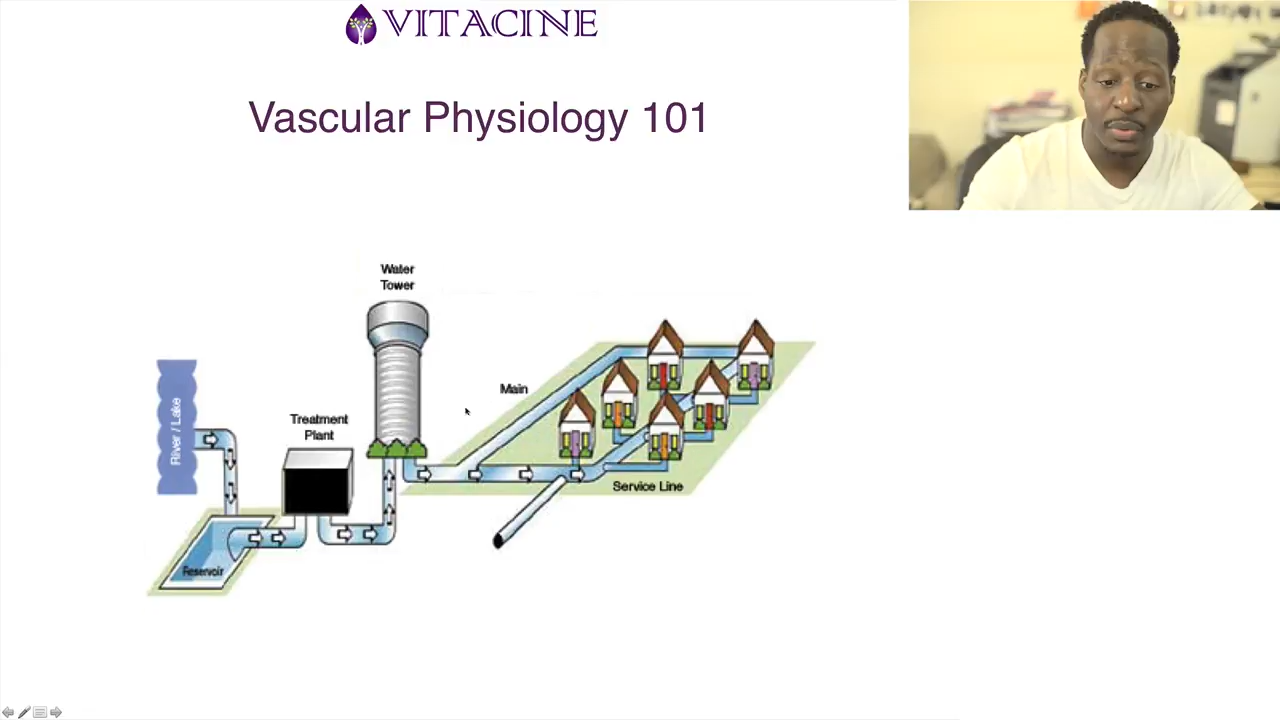 VITACINE
Vascular Physiology 101
Water
Tower
Main
Treatment
Plant
River / Lake
Service Line
Reservoir